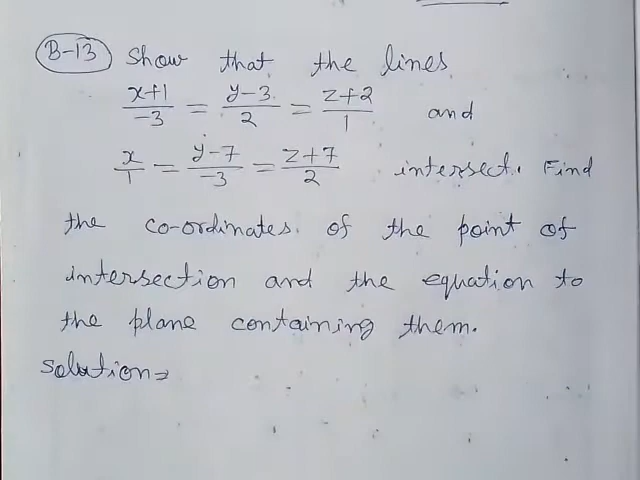 B-13 Show that the lines
x+1/-3 = y-3/2 = z+2/1 and
x/1 = y-7/-3 = z+7/2 intersect. Find
the co-ordinates. of the point of
intersection and the equation to
the plane containing them.
Solution⇒